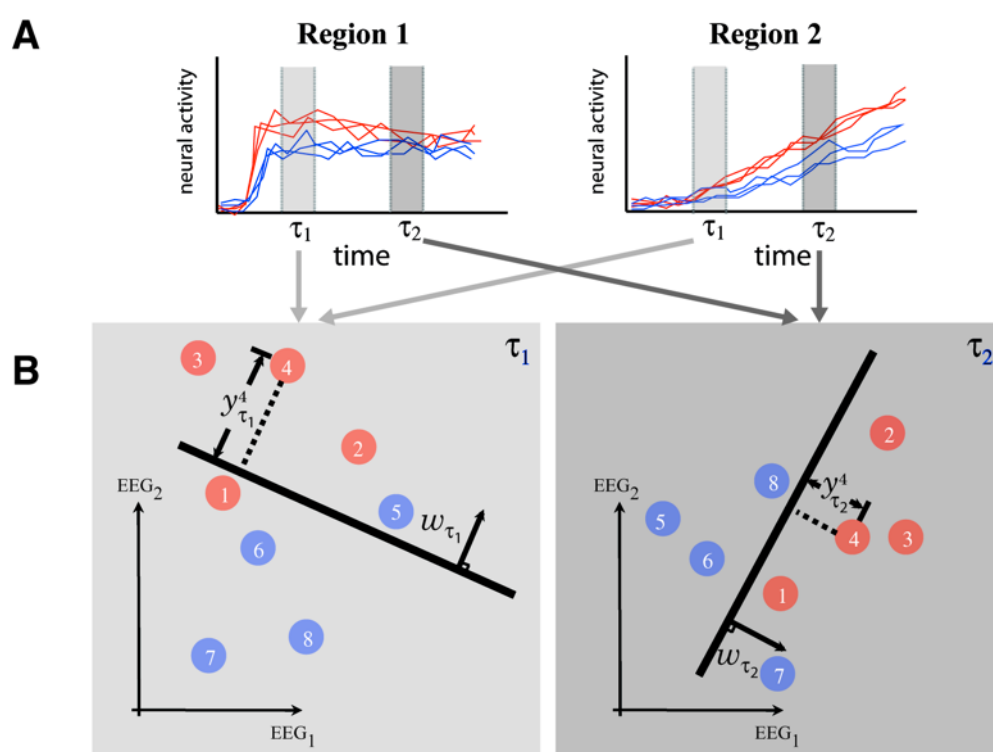 A
Region 1
Region 2
neural activity
neural activity
τ1
τ2
time
τ1
τ2
time
B
τ1
3
4
y4τ1
2
1
5
wτ1
6
8
7
EEG2
EEG1
τ2
2
8
y4τ2
EEG2
5
4
3
6
1
wτ2
7
EEG1